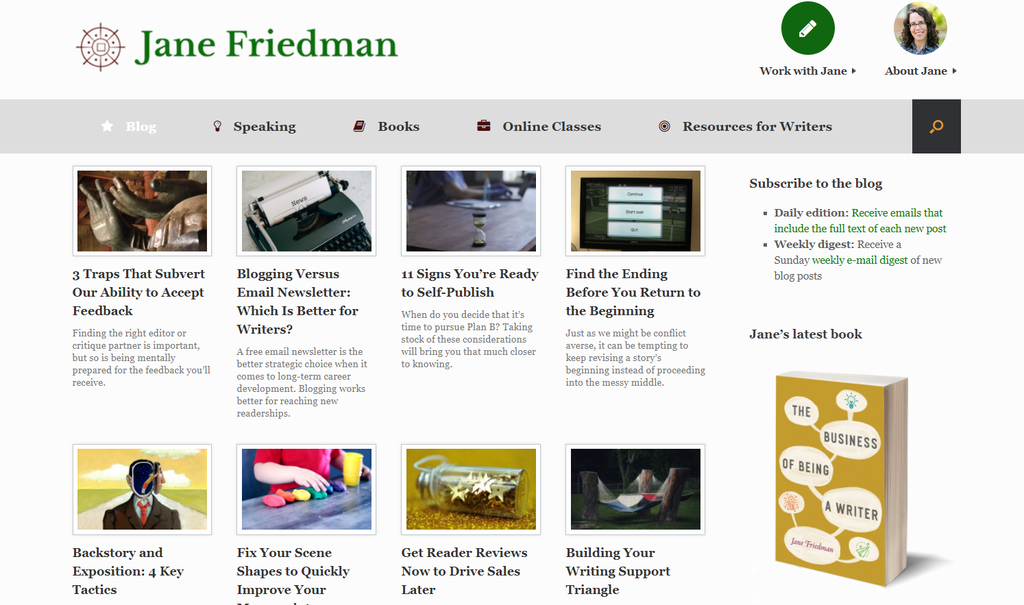 Jane Friedman
Work with Jane
About Jane
Blog
Speaking
Books
Online Classes
Resources for Writers
News
Continue
Start over
Quit
3 Traps That Subvert
Our Ability to Accept
Feedback
Finding the right editor or
critique partner is important,
but so is being mentally
prepared for the feedback you'll
receive.
Blogging Versus
Email Newsletter:
Which Is Better for
Writers?
A free email newsletter is the
better strategic choice when it
comes to long-term career
development. Blogging works
better for reaching new
readerships.
11 Signs You're Ready
to Self-Publish
When do you decide that it's
time to pursue Plan B? Taking
stock of these considerations
will bring you that much closer
to knowing.
Find the Ending
Before You Return to
the Beginning
Just as we might be conflict
averse, it can be tempting to
keep revising a story's
beginning instead of proceeding
into the messy middle.
Backstory and
Exposition: 4 Key
Tactics
Fix Your Scene
Shapes to Quickly
Improve Your
Get Reader Reviews
Now to Drive Sales
Later
Building Your
Writing Support
Triangle
Subscribe to the blog
Daily edition: Receive emails that
include the full text of each new post
Weekly digest: Receive a
Sunday weekly e-mail digest of new
blog posts
Jane's latest book
THE
BUSINESS
OF BEING
A WRITER
Jane Friedman